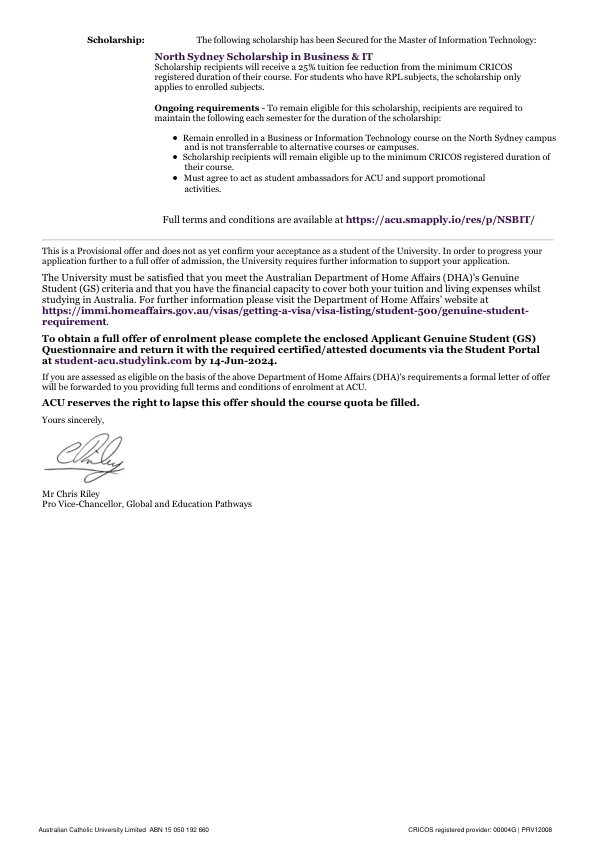 Scholarship: The following scholarship has been Secured for the Master of Information Technology:
North Sydney Scholarship in Business & IT
Scholarship recipients will receive a 25% tuition fee reduction from the minimum CRICOS
registered duration of their course. For students who have RPL subjects, the scholarship only
applies to enrolled subjects.
Ongoing requirements - To remain eligible for this scholarship, recipients are required to
maintain the following each semester for the duration of the scholarship:
• Remain enrolled in a Business or Information Technology course on the North Sydney campus
and is not transferrable to alternative courses or campuses.
• Scholarship recipients will remain eligible up to the minimum CRICOS registered duration of
their course.
• Must agree to act as student ambassadors for ACU and support promotional
activities.
Full terms and conditions are available at https://acu.smapply.io/res/p/NSBIT/
This is a Provisional offer and does not as yet confirm your acceptance as a student of the University. In order to progress your
application further to a full offer of admission, the University requires further information to support your application.
The University must be satisfied that you meet the Australian Department of Home Affairs (DHA)'s Genuine
Student (GS) criteria and that you have the financial capacity to cover both your tuition and living expenses whilst
studying in Australia. For further information please visit the Department of Home Affairs' website at
https://immi.homeaffairs.gov.au/visas/getting-a-visa/visa-listing/student-500/genuine-student-
requirement.
To obtain a full offer of enrolment please complete the enclosed Applicant Genuine Student (GS)
Questionnaire and return it with the required certified/attested documents via the Student Portal
at student-acu.studylink.com by 14-Jun-2024.
If you are assessed as eligible on the basis of the above Department of Home Affairs (DHA)'s requirements a formal letter of offer
will be forwarded to you providing full terms and conditions of enrolment at ACU.
ACU reserves the right to lapse this offer should the course quota be filled.
Yours sincerely,
CRiley
Mr Chris Riley
Pro Vice-Chancellor, Global and Education Pathways
Australian Catholic University Limited ABN 15 050 192 660
CRICOS registered provider: 00004G | PRV12008